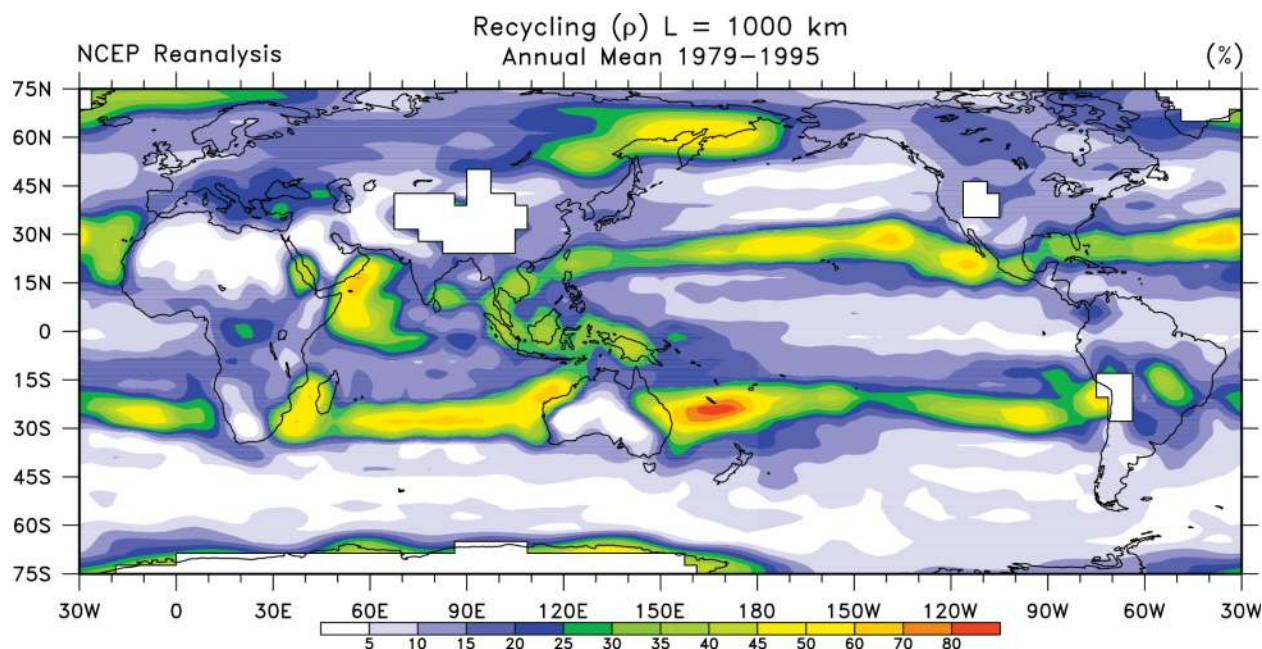 Recycling (ρ) L = 1000 km
NCEP Reanalysis Annual Mean 1979−1995 (%)
75N
60N
45N
30N
15N
0
15S
30S
45S
60S
75S
30W 0 30E 60E 90E 120E 150E 180 150W 120W 90W 60W 30W
5 10 15 20 25 30 35 40 45 50 60 70 80